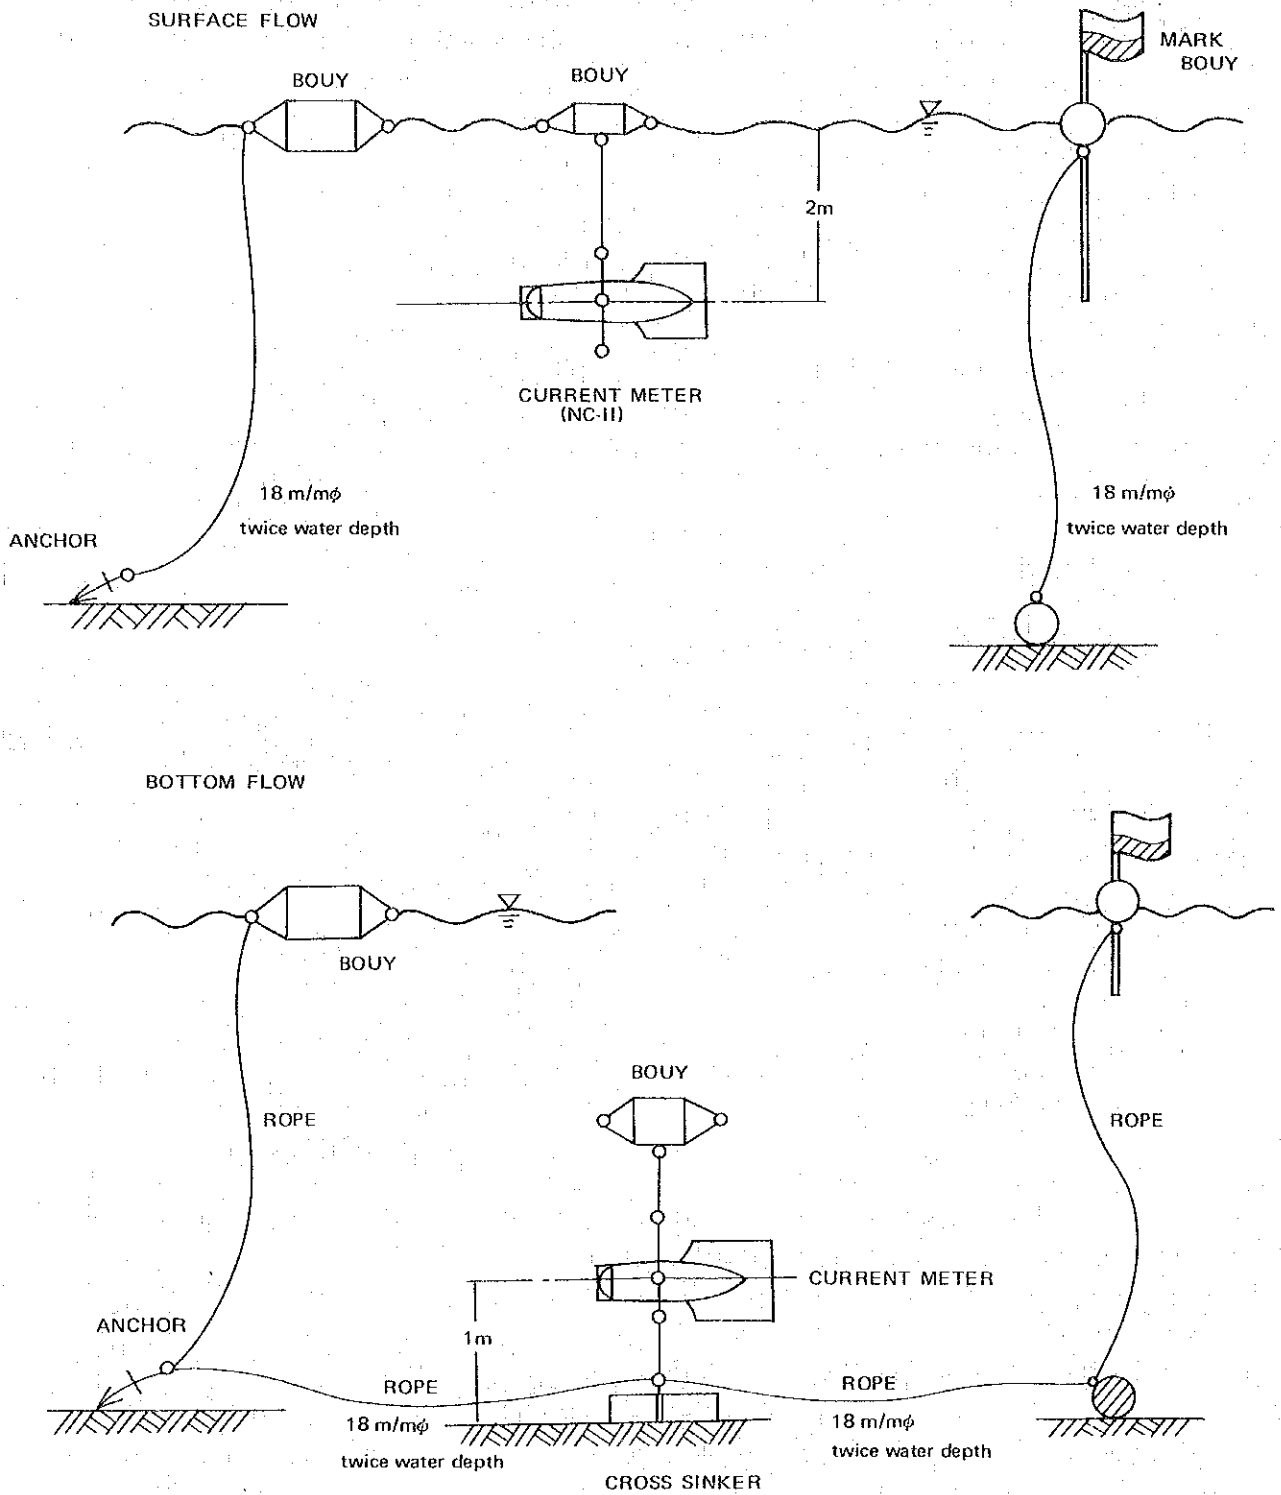 SURFACE FLOW
MARK
BOUY
BOUY
BOUY
2m
CURRENT METER
(NC-II)
18 m/mφ
twice water depth
18 m/mφ
twice water depth
ANCHOR
BOTTOM FLOW
BOUY
BOUY
ROPE
ROPE
CURRENT METER
ANCHOR
1m
ROPE
18 m/mφ
twice water depth
ROPE
18 m/mφ
twice water depth
CROSS SINKER